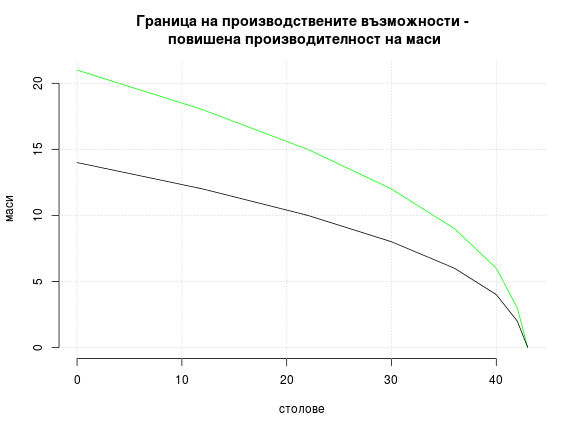 Граница на производствените възможности -
повишена производителност на маси
маси
20
15
10
5
0
0 10 20 30 40
столове